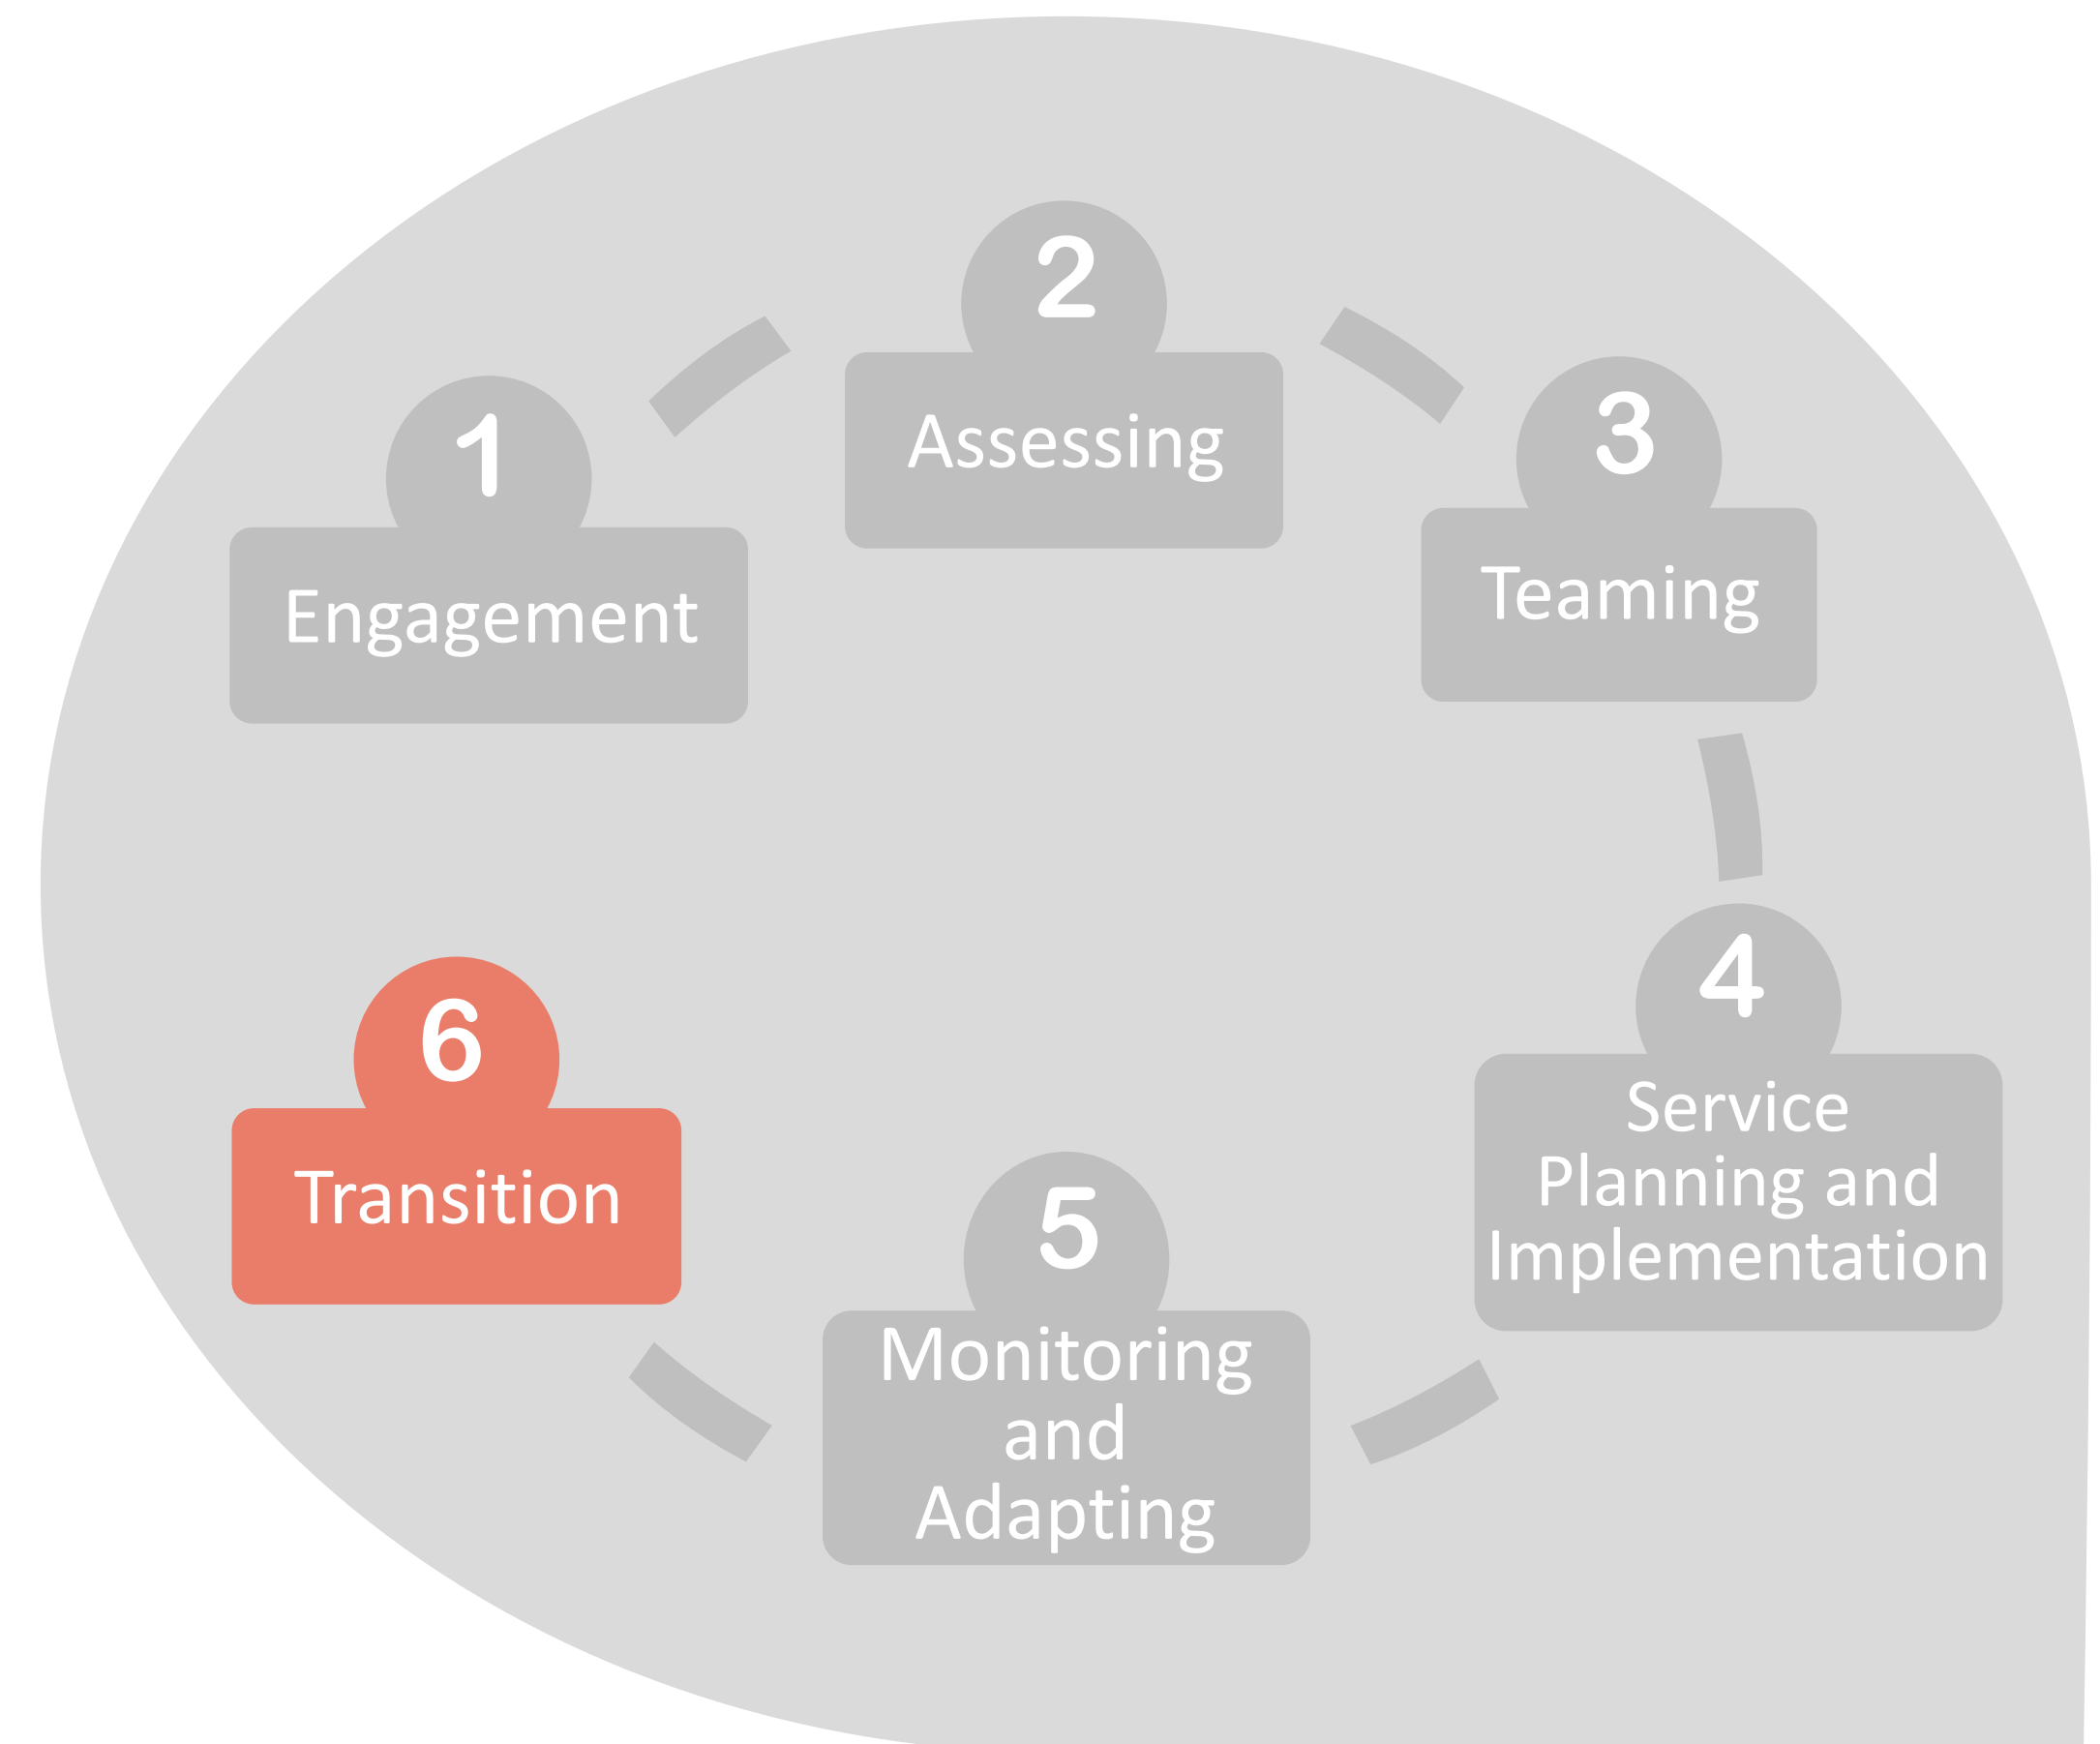 1
Engagement
2
Assessing
3
Teaming
4
Service
Planning and
Implementation
5
Monitoring
and
Adapting
6
Transition